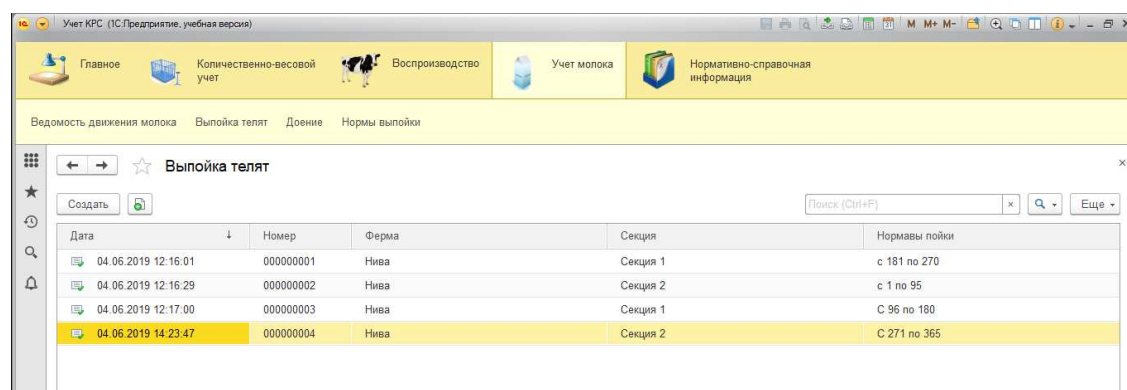 Учет КРС (1С:Предприятие, учебная версия)
M M+ M-
Главное Количественно-весовой учет Воспроизводство Учет молока Нормативно-справочная информация
Ведомость движения молока Выпойка телят Доение Нормы выпойки
Выпойка телят
Создать Поиск (Ctrl+F) Еще
Дата Номер Ферма Секция Нормавы пойки
04.06.2019 12:16:01 000000001 Нива Секция 1 с 181 по 270
04.06.2019 12:16:29 000000002 Нива Секция 2 с 1 по 95
04.06.2019 12:17:00 000000003 Нива Секция 1 С 96 по 180
04.06.2019 14:23:47 000000004 Нива Секция 2 С 271 по 365